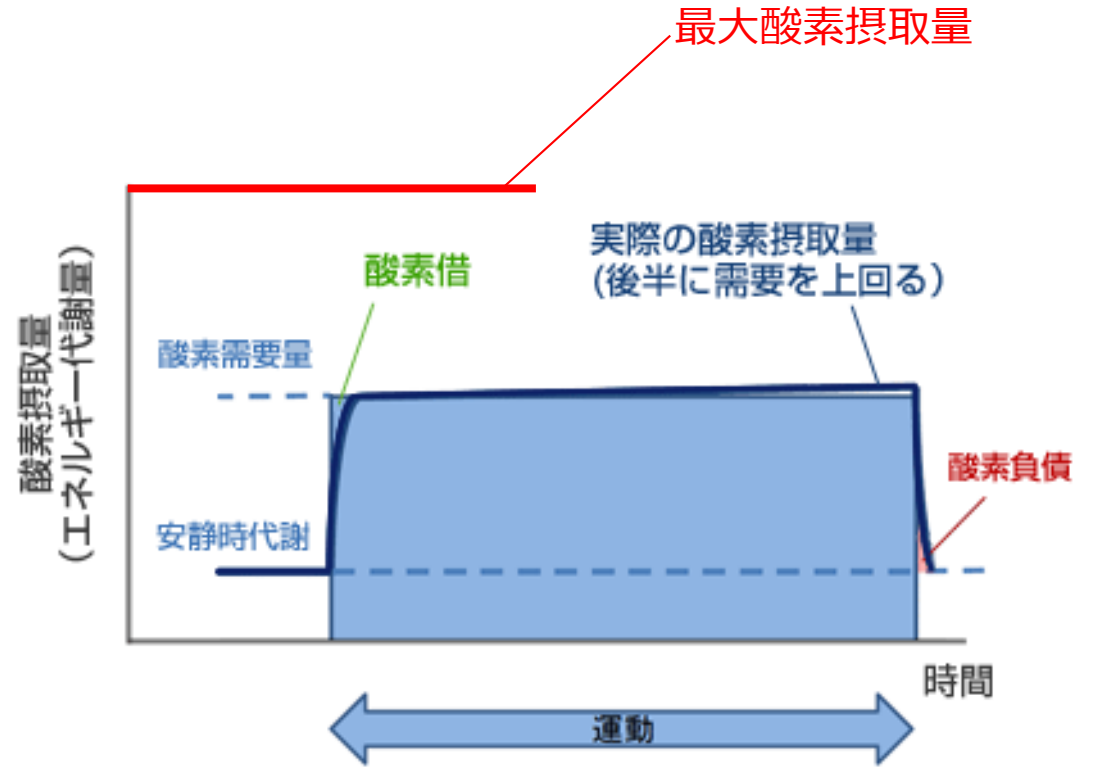 最大酸素摂取量
実際の酸素摂取量
(後半に需要を上回る)
酸素借
酸素需要量
酸素摂取量
(エネルギー代謝量)
酸素負債
安静時代謝
時間
運動